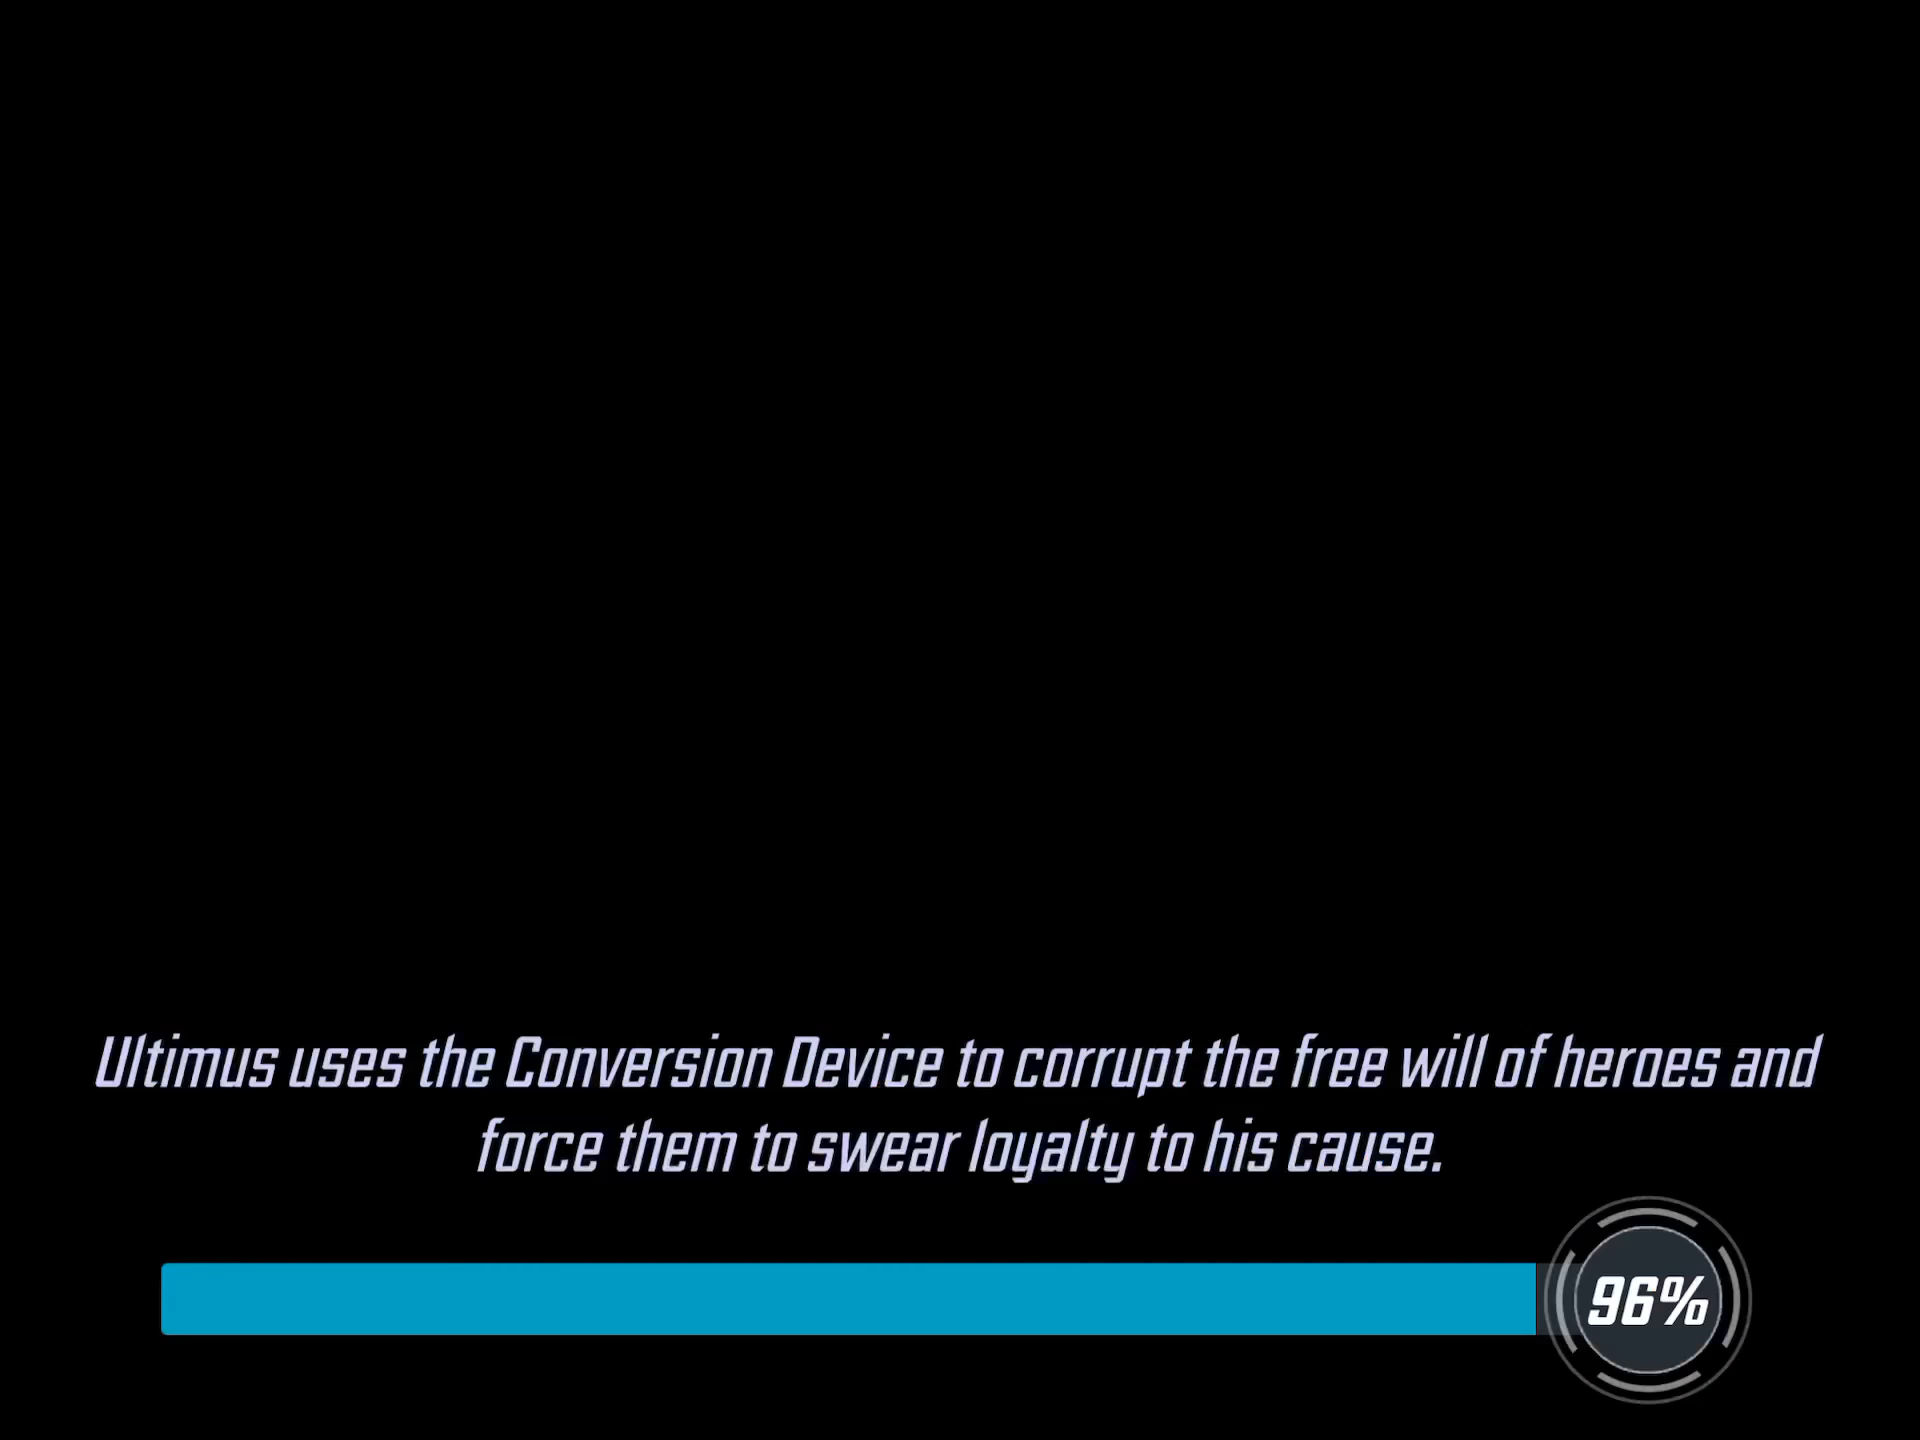 Ultimus uses the Conversion Device to corrupt the free will of heroes and
force them to swear loyalty to his cause.
96%